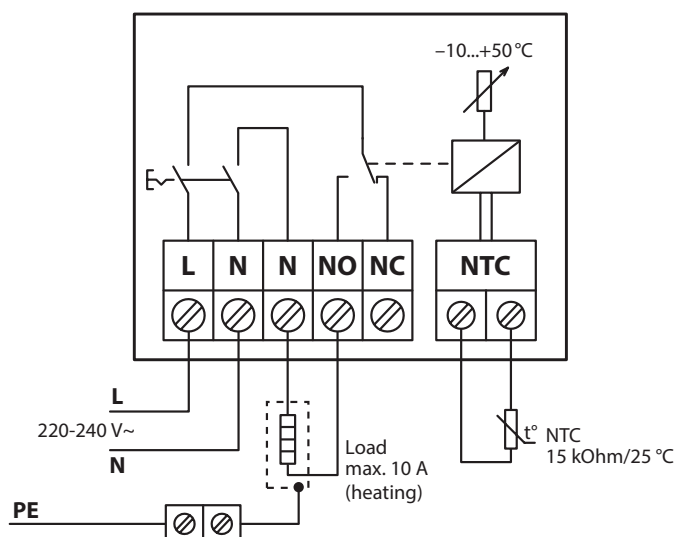 –10...+50 °C
L N N NO NC NTC
L
220-240 V~
N
Load
max. 10 A
(heating)
t° NTC
15 kOhm/25 °C
PE